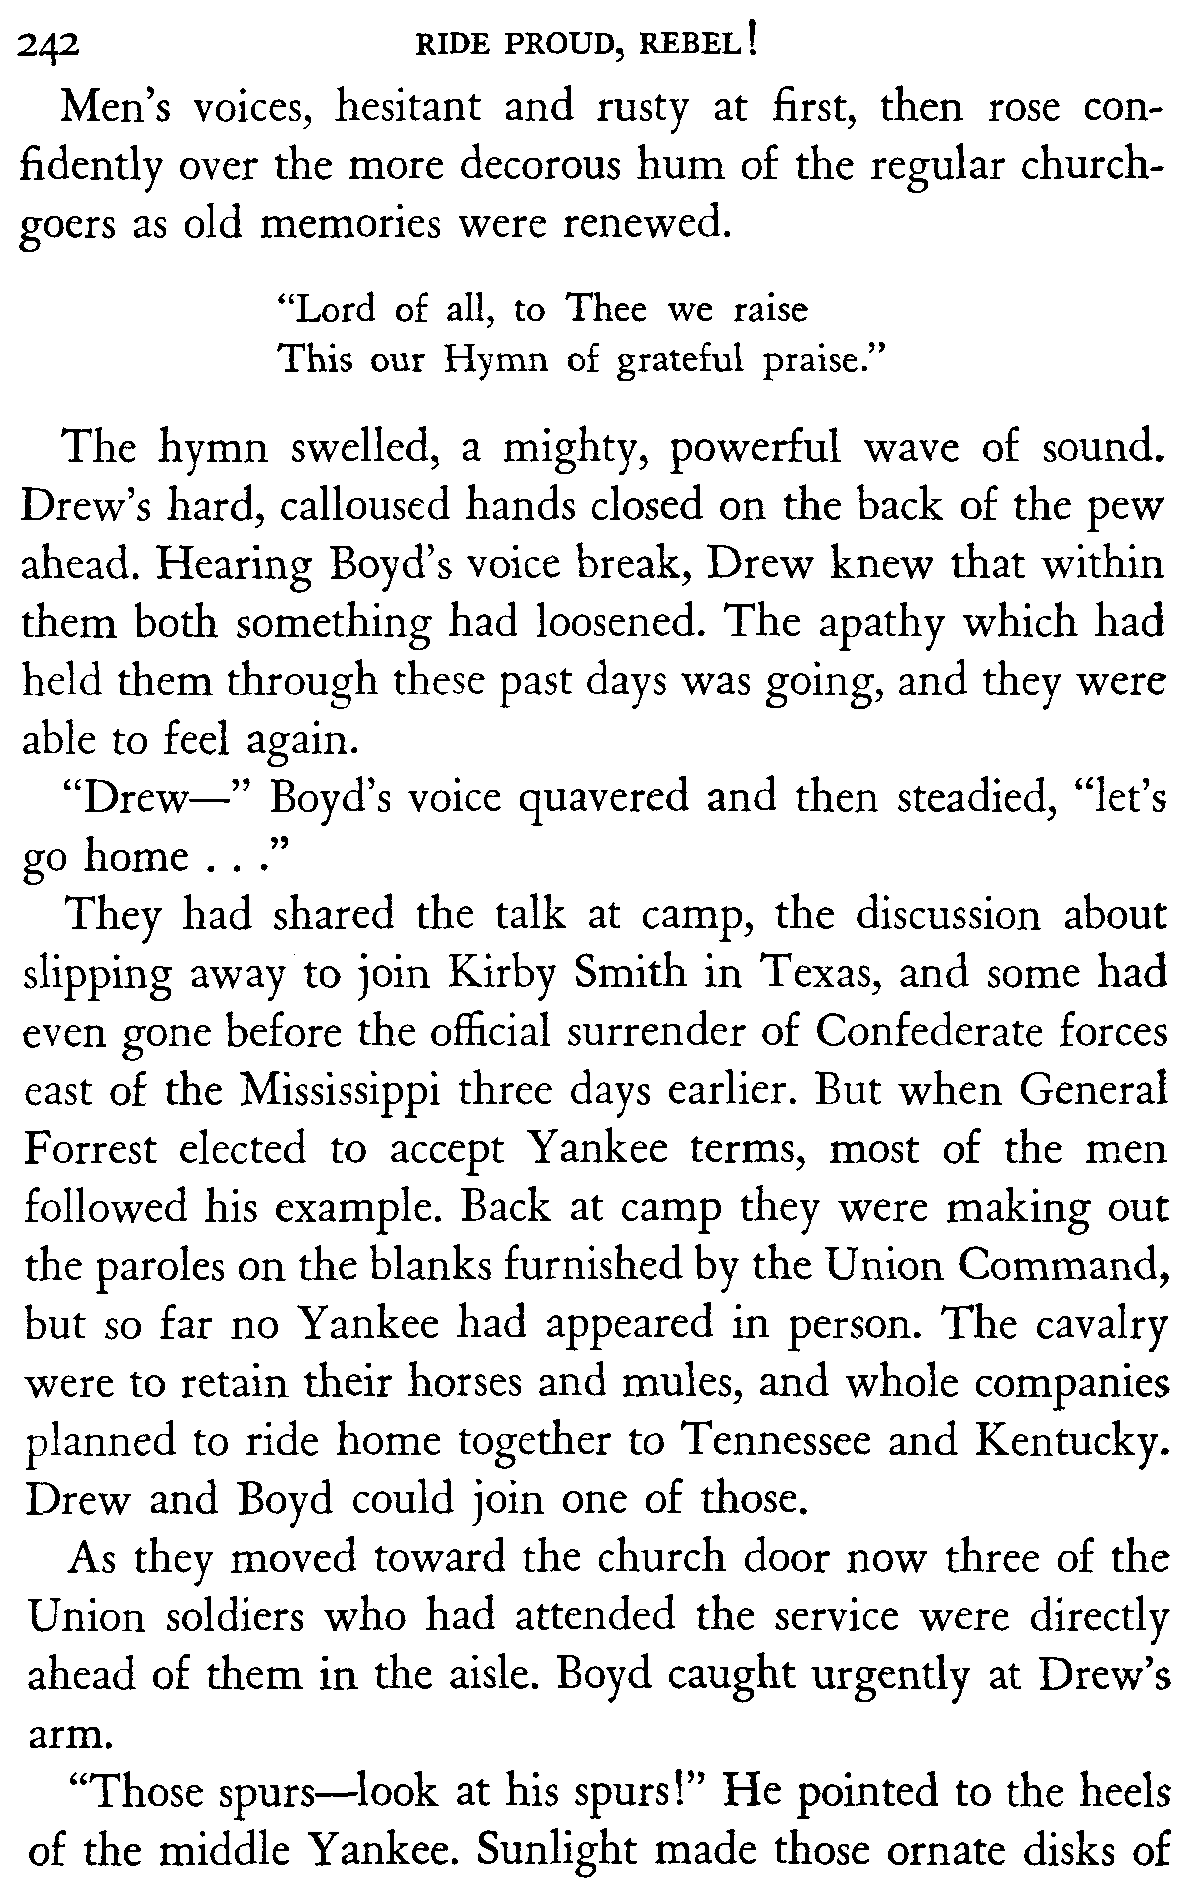 242 RIDE PROUD, REBEL!
Men's voices, hesitant and rusty at first, then rose con-
fidently over the more decorous hum of the regular church-
goers as old memories were renewed.
"Lord of all, to Thee we raise
This our Hymn of grateful praise."
The hymn swelled, a mighty, powerful wave of sound.
Drew's hard, calloused hands closed on the back of the pew
ahead. Hearing Boyd's voice break, Drew knew that within
them both something had loosened. The apathy which had
held them through these past days was going, and they were
able to feel again.
"Drew—" Boyd's voice quavered and then steadied, "let's
go home . . ."
They had shared the talk at camp, the discussion about
slipping away to join Kirby Smith in Texas, and some had
even gone before the official surrender of Confederate forces
east of the Mississippi three days earlier. But when General
Forrest elected to accept Yankee terms, most of the men
followed his example. Back at camp they were making out
the paroles on the blanks furnished by the Union Command,
but so far no Yankee had appeared in person. The cavalry
were to retain their horses and mules, and whole companies
planned to ride home together to Tennessee and Kentucky.
Drew and Boyd could join one of those.
As they moved toward the church door now three of the
Union soldiers who had attended the service were directly
ahead of them in the aisle. Boyd caught urgently at Drew's
arm.
"Those spurs—look at his spurs!" He pointed to the heels
of the middle Yankee. Sunlight made those ornate disks of